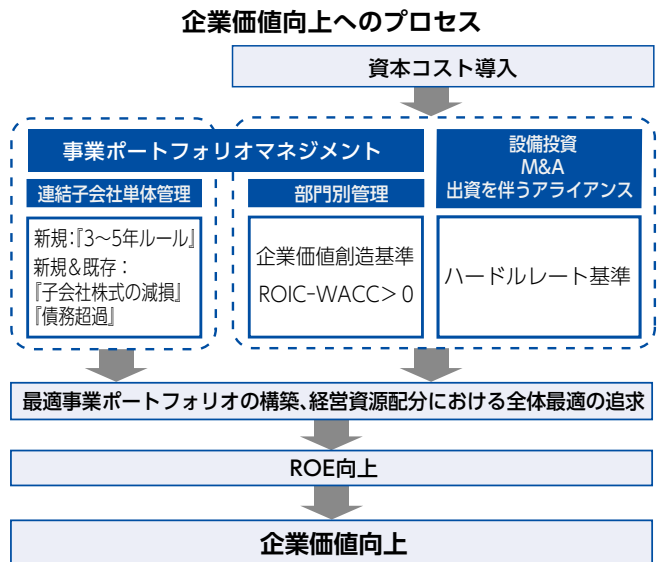 企業価値向上へのプロセス
資本コスト導入
事業ポートフォリオマネジメント
連結子会社単体管理
新規:『3〜5年ルール』
新規&既存:
『子会社株式の減損』
『債務超過』
部門別管理
企業価値創造基準
ROIC-WACC>0
設備投資
M&A
出資を伴うアライアンス
ハードルレート基準
最適事業ポートフォリオの構築、経営資源配分における全体最適の追求
ROE向上
企業価値向上